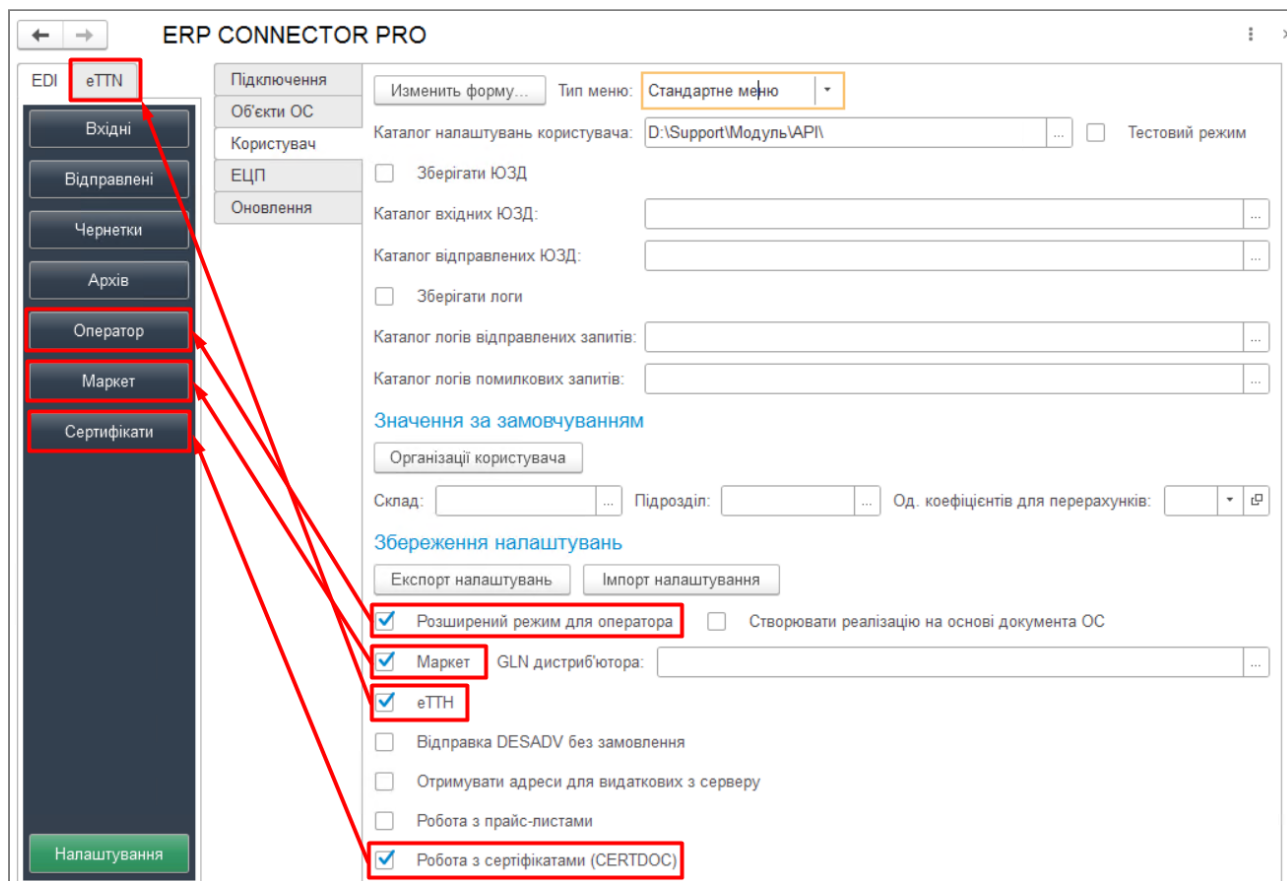 ERP CONNECTOR PRO
EDI eTTN
Вхідні
Відправлені
Чернетки
Архів
Оператор
Маркет
Сертифікати
Налаштування
Підключення
Об'єкти ОС
Користувач
ЕЦП
Оновлення
Изменить форму... Тип меню: Стандартне меню
Каталог налаштувань користувача: D:\Support\Модуль\API\ ... Тестовий режим
Зберігати ЮЗД
Каталог вхідних ЮЗД: ...
Каталог відправлених ЮЗД: ...
Зберігати логи
Каталог логів відправлених запитів: ...
Каталог логів помилкових запитів: ...
Значення за замовчуванням
Організації користувача
Склад: ... Підрозділ: ... Од. коефіцієнтів для перерахунків:
Збереження налаштувань
Експорт налаштувань Імпорт налаштування
Розширений режим для оператора Створювати реалізацію на основі документа ОС
Маркет GLN дистриб'ютора: ...
еТТН
Відправка DESADV без замовлення
Отримувати адреси для видаткових з серверу
Робота з прайс-листами
Робота з сертіфікатами (CERTDOC)